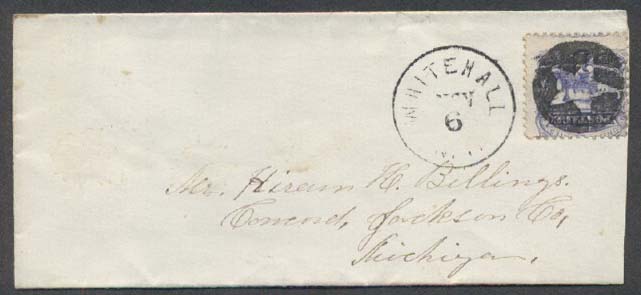 WHITEHALL
NOV
6
N.Y.
Mr. Hiram H. Billings.
Concord, Jackson Co,
Michigan.